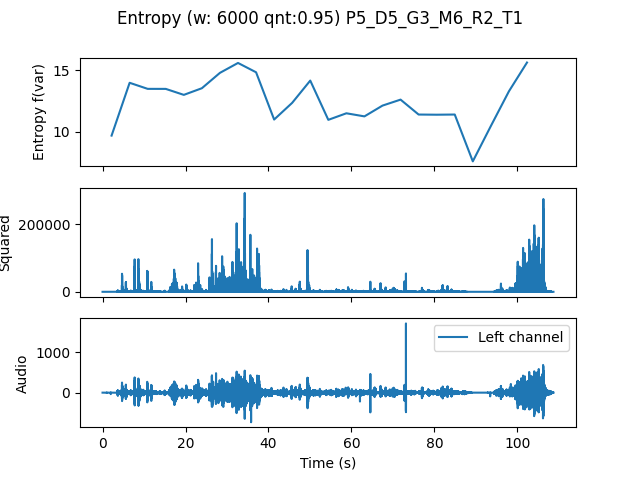 Entropy (w: 6000 qnt:0.95) P5_D5_G3_M6_R2_T1
Entropy f(var)
15
10
Squared
200000
0
Audio
1000
0
Left channel
0 20 40 60 80 100
Time (s)